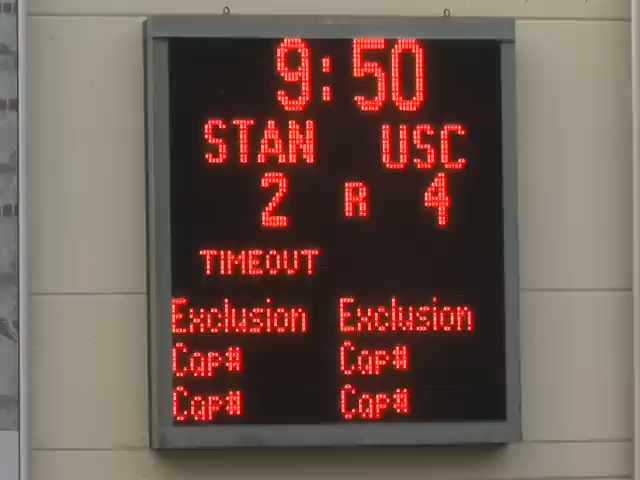 9:50
STAN USC
2 R 4
TIMEOUT
Exclusion Exclusion
Cap# Cap#
Cap# Cap#